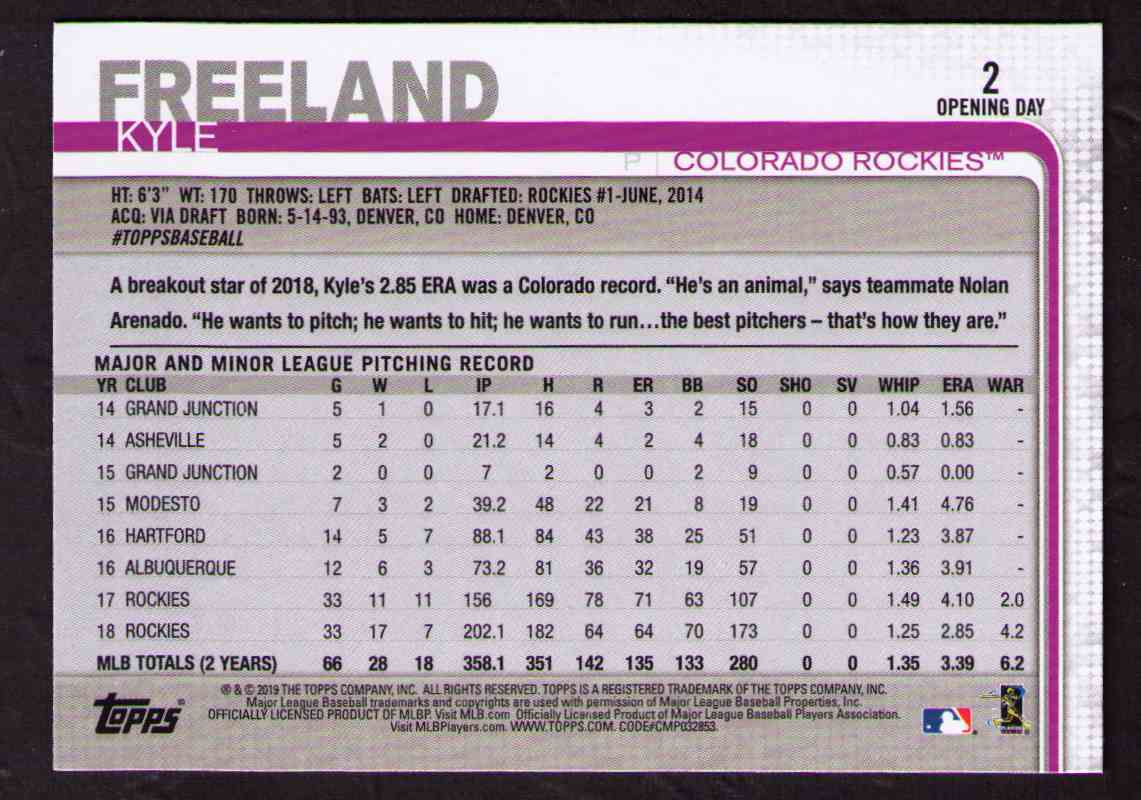 FREELAND
KYLE
2
OPENING DAY
P | COLORADO ROCKIES™
HT: 6'3" WT: 170 THROWS: LEFT BATS: LEFT DRAFTED: ROCKIES #1-JUNE, 2014
ACQ: VIA DRAFT BORN: 5-14-93, DENVER, CO HOME: DENVER, CO
#TOPPSBASEBALL
A breakout star of 2018, Kyle's 2.85 ERA was a Colorado record. “He's an animal,” says teammate Nolan
Arenado. “He wants to pitch; he wants to hit; he wants to run…the best pitchers – that's how they are.”
MAJOR AND MINOR LEAGUE PITCHING RECORD
YR CLUB G W L IP H R ER BB SO SHO SV WHIP ERA WAR
14 GRAND JUNCTION 5 1 0 17.1 16 4 3 2 15 0 0 1.04 1.56 -
14 ASHEVILLE 5 2 0 21.2 14 4 2 4 18 0 0 0.83 0.83 -
15 GRAND JUNCTION 2 0 0 7 2 0 0 2 9 0 0 0.57 0.00 -
15 MODESTO 7 3 2 39.2 48 22 21 8 19 0 0 1.41 4.76 -
16 HARTFORD 14 5 7 88.1 84 43 38 25 51 0 0 1.23 3.87 -
16 ALBUQUERQUE 12 6 3 73.2 81 36 32 19 57 0 0 1.36 3.91 -
17 ROCKIES 33 11 11 156 169 78 71 63 107 0 0 1.49 4.10 2.0
18 ROCKIES 33 17 7 202.1 182 64 64 70 173 0 0 1.25 2.85 4.2
MLB TOTALS (2 YEARS) 66 28 18 358.1 351 142 135 133 280 0 0 1.35 3.39 6.2
Topps®
® & © 2019 THE TOPPS COMPANY, INC. ALL RIGHTS RESERVED. TOPPS IS A REGISTERED TRADEMARK OF THE TOPPS COMPANY, INC.
Major League Baseball trademarks and copyrights are used with permission of Major League Baseball Properties, Inc.
OFFICIALLY LICENSED PRODUCT OF MLBP. Visit MLB.com Officially Licensed Product of Major League Baseball Players Association.
Visit MLBPlayers.com. WWW.TOPPS.COM. CODE#CMP032853.